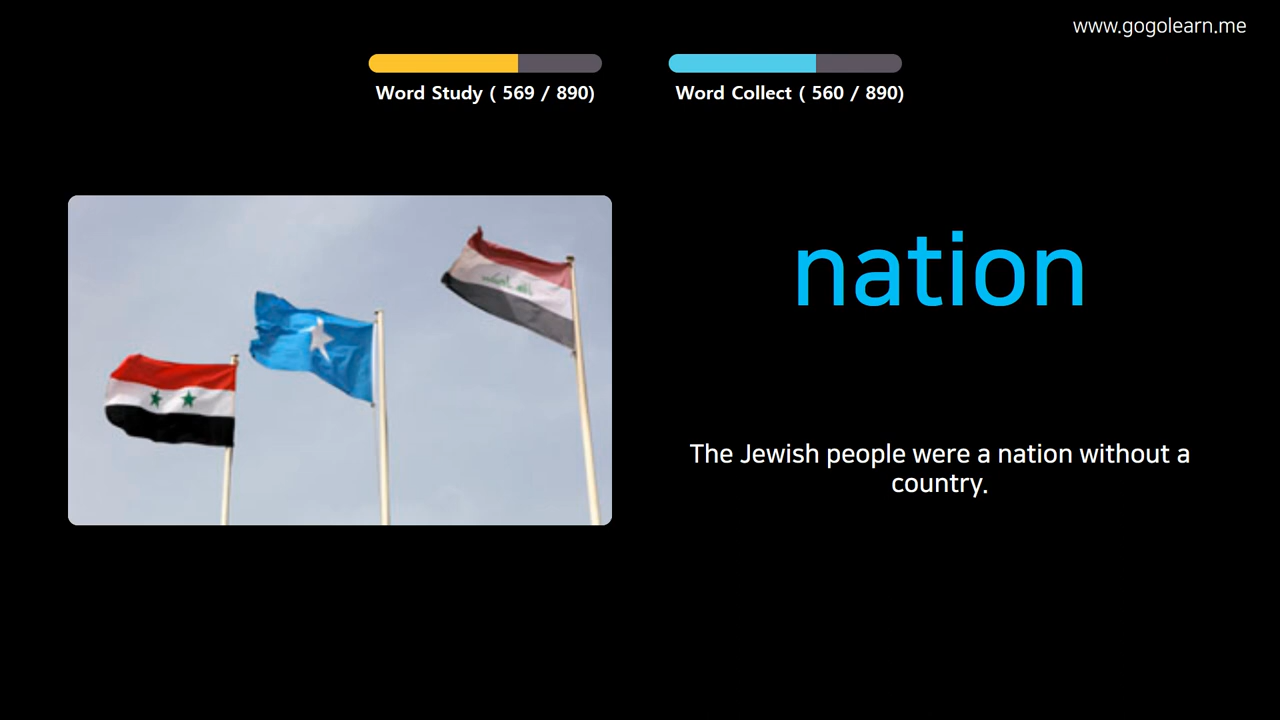 www.gogolearn.me
Word Study ( 569 / 890)
Word Collect ( 560 / 890)
nation
The Jewish people were a nation without a
country.